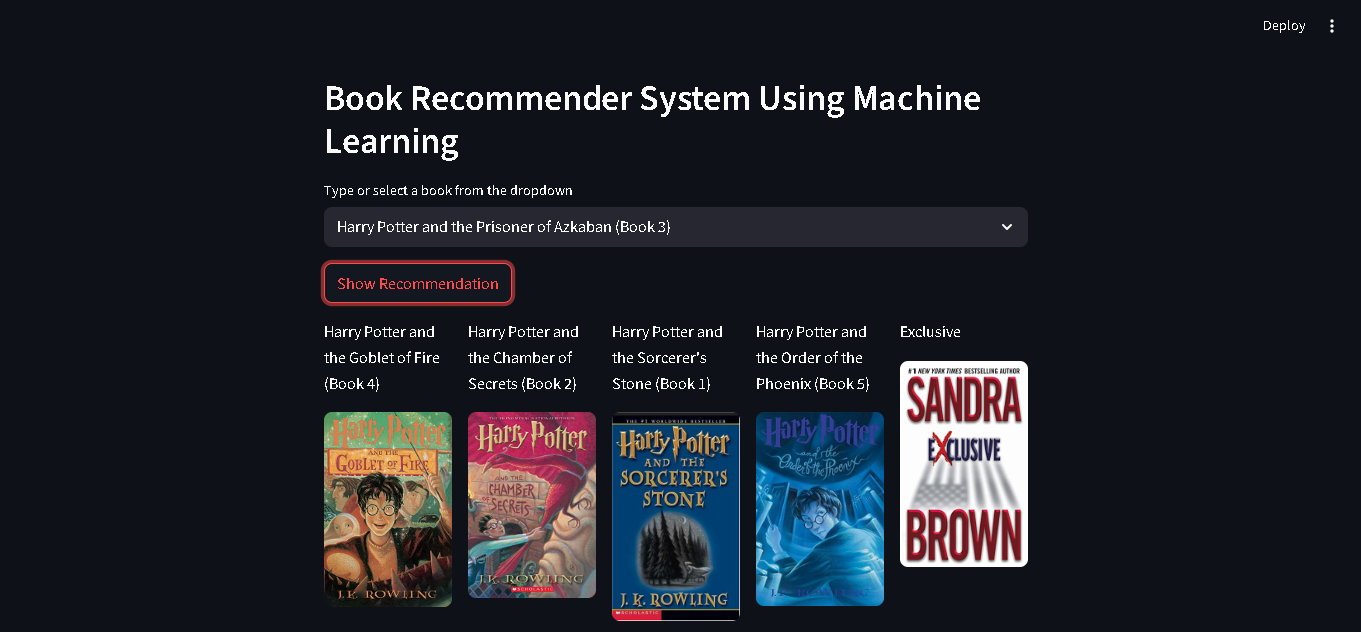 Deploy
Book Recommender System Using Machine
Learning
Type or select a book from the dropdown
Harry Potter and the Prisoner of Azkaban (Book 3)
Show Recommendation
Harry Potter and
the Goblet of Fire
(Book 4)
Harry Potter and
the Chamber of
Secrets (Book 2)
Harry Potter and
the Sorcerer's
Stone (Book 1)
Harry Potter and
the Order of the
Phoenix (Book 5)
Exclusive
Harry Potter
AND THE
GOBLET OF FIRE
J.K. ROWLING
Harry Potter
AND THE
CHAMBER
OF SECRETS
J.K. ROWLING
SCHOLASTIC
THE #1 WORLDWIDE BESTSELLER
Harry Potter
AND THE
SORCERER'S
STONE
J. K. ROWLING
SCHOLASTIC
Harry Potter
and the
Order of the Phoenix
J.K. ROWLING
#1 NEW YORK TIMES BESTSELLING AUTHOR
SANDRA
EXCLUSIVE
BROWN